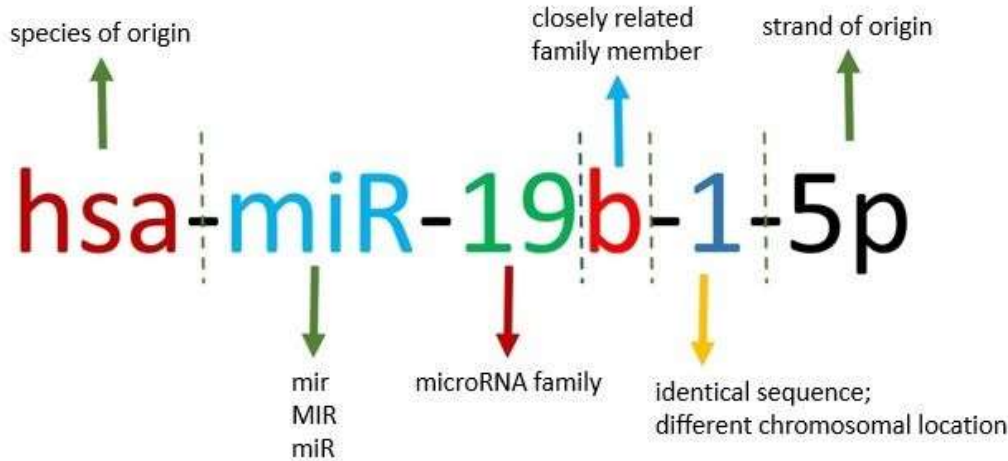 species of origin
closely related
family member
strand of origin
hsa-miR-19b-1-5p
mir
MIR
miR
microRNA family
identical sequence;
different chromosomal location